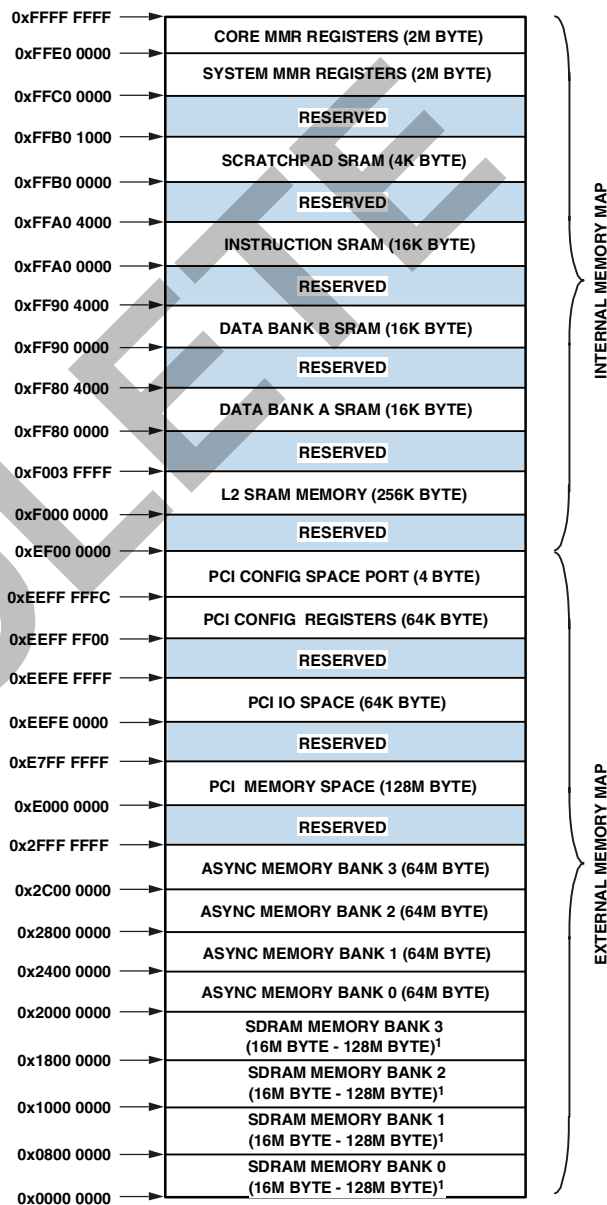 0xFFFF FFFF
CORE MMR REGISTERS (2M BYTE)
0xFFE0 0000
SYSTEM MMR REGISTERS (2M BYTE)
0xFFC0 0000
RESERVED
0xFFB0 1000
SCRATCHPAD SRAM (4K BYTE)
0xFFB0 0000
RESERVED
0xFFA0 4000
INSTRUCTION SRAM (16K BYTE)
0xFFA0 0000
RESERVED
0xFF90 4000
DATA BANK B SRAM (16K BYTE)
0xFF90 0000
RESERVED
0xFF80 4000
DATA BANK A SRAM (16K BYTE)
0xFF80 0000
RESERVED
0xF003 FFFF
L2 SRAM MEMORY (256K BYTE)
0xF000 0000
RESERVED
0xEF00 0000
INTERNAL MEMORY MAP
PCI CONFIG SPACE PORT (4 BYTE)
0xEEFF FFFC
PCI CONFIG REGISTERS (64K BYTE)
0xEEFF FF00
RESERVED
0xEEFE FFFF
PCI IO SPACE (64K BYTE)
0xEEFE 0000
RESERVED
0xE7FF FFFF
PCI MEMORY SPACE (128M BYTE)
0xE000 0000
RESERVED
0x2FFF FFFF
ASYNC MEMORY BANK 3 (64M BYTE)
0x2C00 0000
ASYNC MEMORY BANK 2 (64M BYTE)
0x2800 0000
ASYNC MEMORY BANK 1 (64M BYTE)
0x2400 0000
ASYNC MEMORY BANK 0 (64M BYTE)
0x2000 0000
SDRAM MEMORY BANK 3
(16M BYTE - 128M BYTE)¹
0x1800 0000
SDRAM MEMORY BANK 2
(16M BYTE - 128M BYTE)¹
0x1000 0000
SDRAM MEMORY BANK 1
(16M BYTE - 128M BYTE)¹
0x0800 0000
SDRAM MEMORY BANK 0
(16M BYTE - 128M BYTE)¹
0x0000 0000
EXTERNAL MEMORY MAP
OLETE